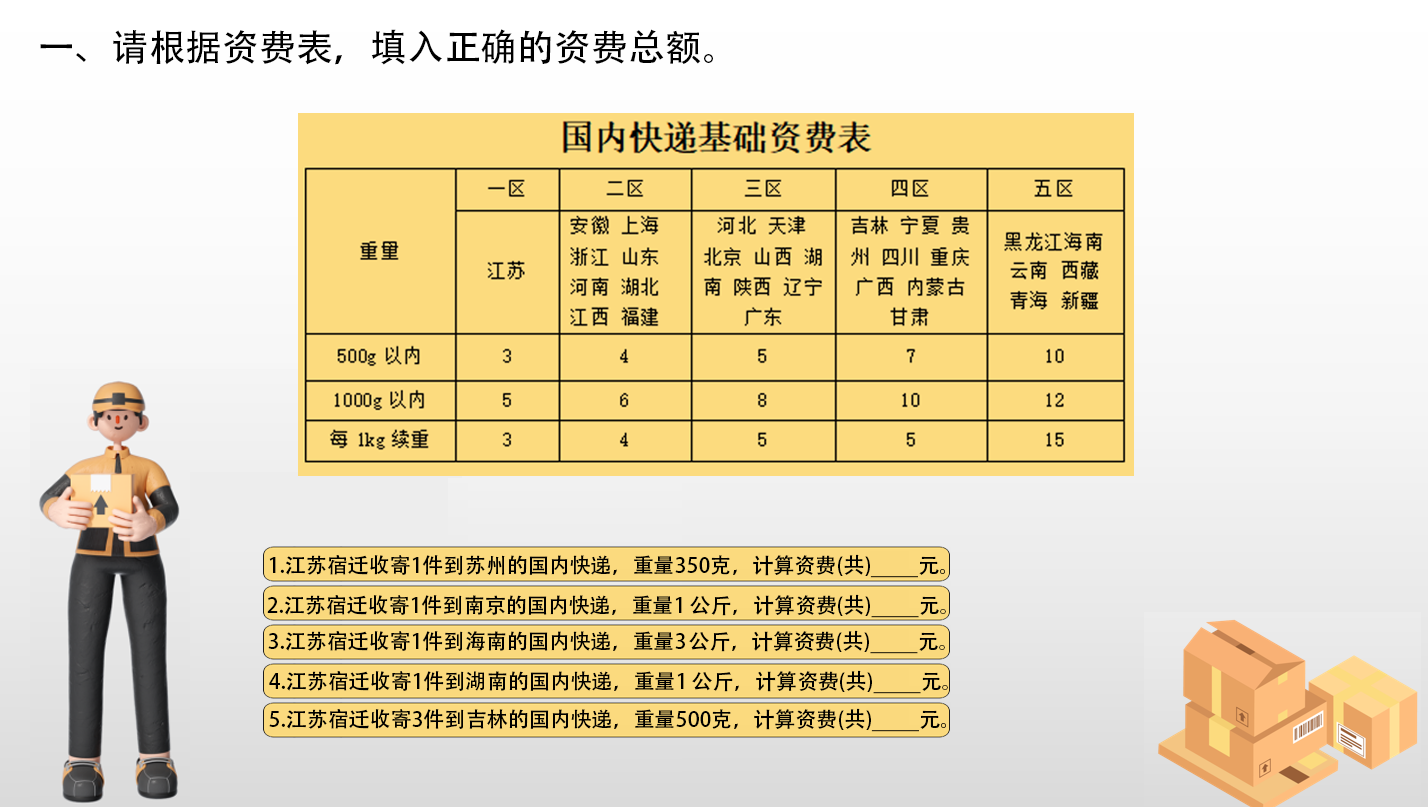 一、请根据资费表，填入正确的资费总额。
国内快递基础资费表
重量 一区 二区 三区 四区 五区
江苏
安徽 上海
浙江 山东
河南 湖北
江西 福建
河北 天津
北京 山西 湖
南 陕西 辽宁
广东
吉林 宁夏 贵
州 四川 重庆
广西 内蒙古
甘肃
黑龙江海南
云南 西藏
青海 新疆
500g 以内 3 4 5 7 10
1000g 以内 5 6 8 10 12
每 1kg 续重 3 4 5 5 15
1.江苏宿迁收寄1件到苏州的国内快递，重量350克，计算资费(共)____元。
2.江苏宿迁收寄1件到南京的国内快递，重量1公斤，计算资费(共)____元。
3.江苏宿迁收寄1件到海南的国内快递，重量3公斤，计算资费(共)____元。
4.江苏宿迁收寄1件到湖南的国内快递，重量1公斤，计算资费(共)____元。
5.江苏宿迁收寄3件到吉林的国内快递，重量500克，计算资费(共)____元。